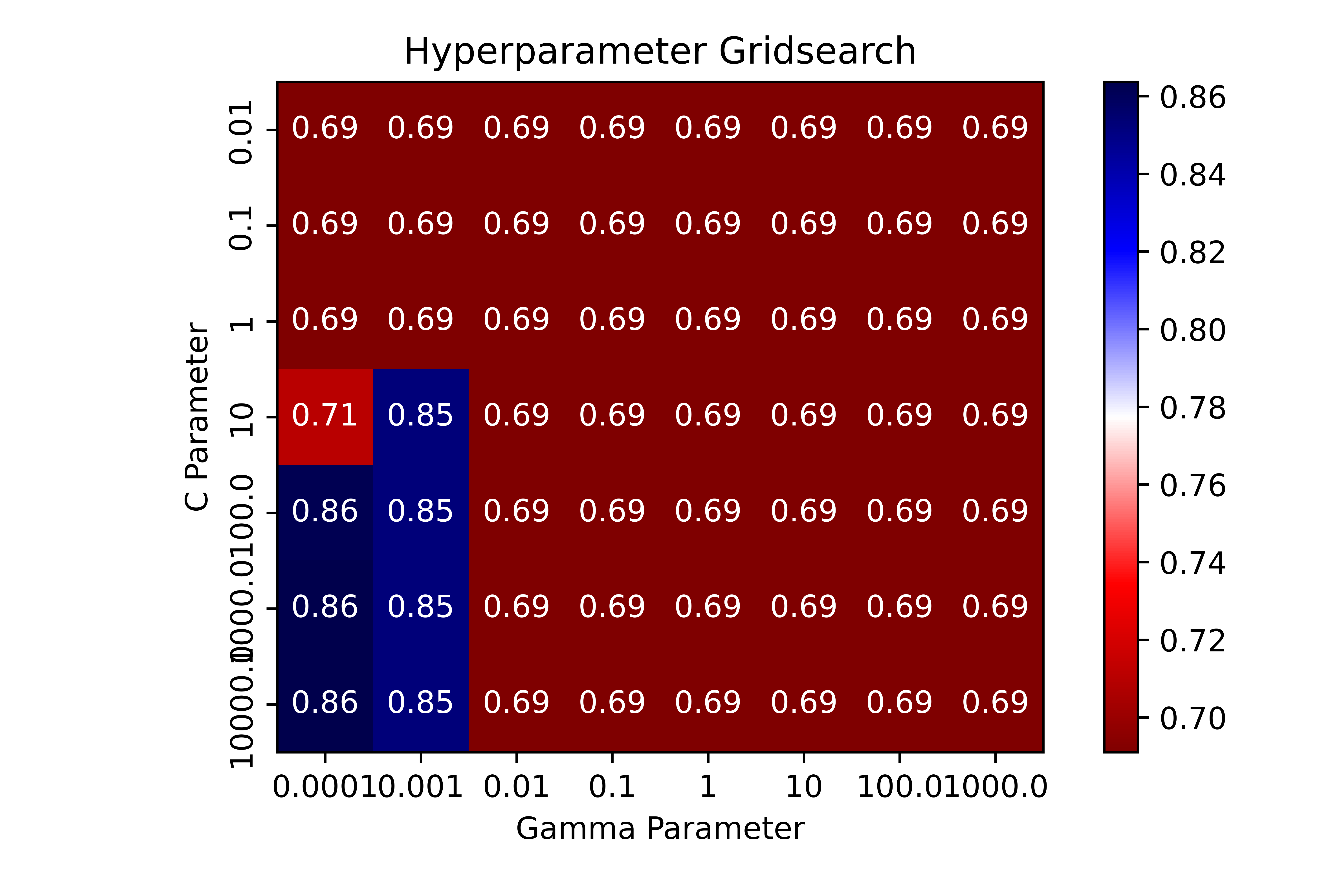 Hyperparameter Gridsearch
C Parameter
0.01 0.69 0.69 0.69 0.69 0.69 0.69 0.69 0.69
0.1 0.69 0.69 0.69 0.69 0.69 0.69 0.69 0.69
1 0.69 0.69 0.69 0.69 0.69 0.69 0.69 0.69
10 0.71 0.85 0.69 0.69 0.69 0.69 0.69 0.69
100.0 0.86 0.85 0.69 0.69 0.69 0.69 0.69 0.69
1000.0 0.86 0.85 0.69 0.69 0.69 0.69 0.69 0.69
10000.0 0.86 0.85 0.69 0.69 0.69 0.69 0.69 0.69
0.0001 0.001 0.01 0.1 1 10 100.0 1000.0
Gamma Parameter
0.86
0.84
0.82
0.80
0.78
0.76
0.74
0.72
0.70